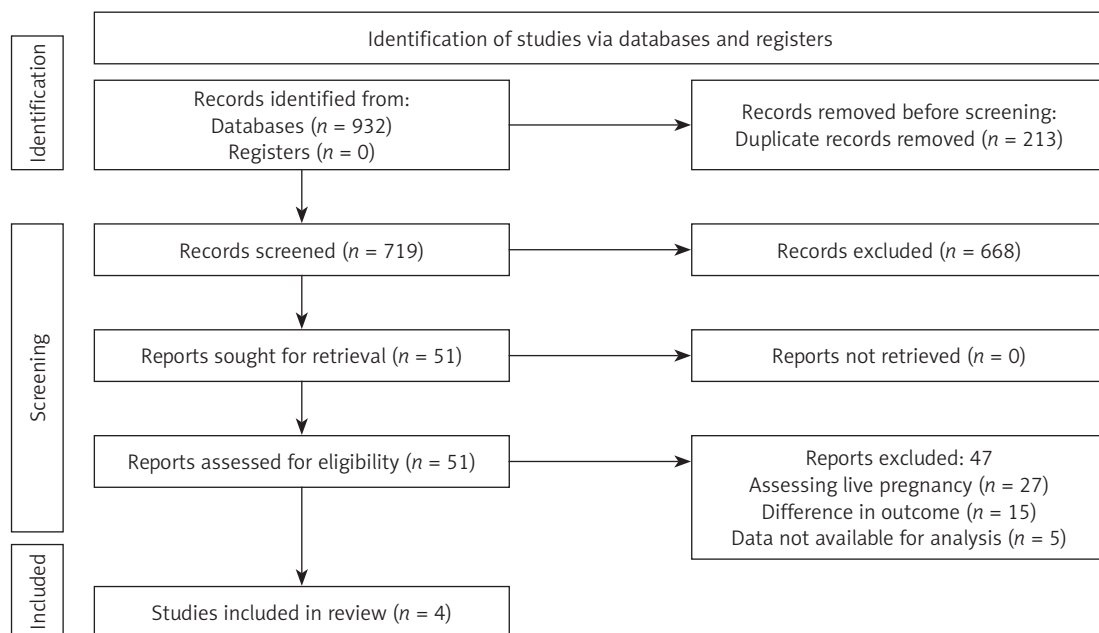 Identification of studies via databases and registers
Identification
Records identified from:
Databases (n = 932)
Registers (n = 0)
Records removed before screening:
Duplicate records removed (n = 213)
Screening
Records screened (n = 719)
Records excluded (n = 668)
Reports sought for retrieval (n = 51)
Reports not retrieved (n = 0)
Reports assessed for eligibility (n = 51)
Reports excluded: 47
Assessing live pregnancy (n = 27)
Difference in outcome (n = 15)
Data not available for analysis (n = 5)
Included
Studies included in review (n = 4)